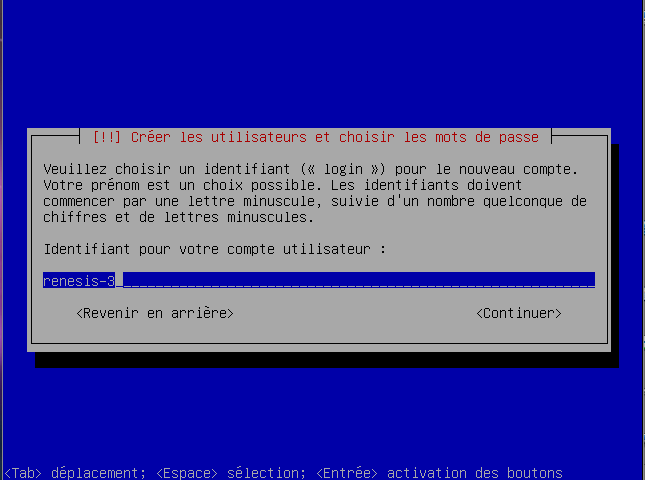 [!!] Créer les utilisateurs et choisir les mots de passe
Veuillez choisir un identifiant (« login ») pour le nouveau compte.
Votre prénom est un choix possible. Les identifiants doivent
commencer par une lettre minuscule, suivie d'un nombre quelconque de
chiffres et de lettres minuscules.
Identifiant pour votre compte utilisateur :
renesis-3
<Revenir en arrière> <Continuer>
<Tab> déplacement; <Espace> sélection; <Entrée> activation des boutons